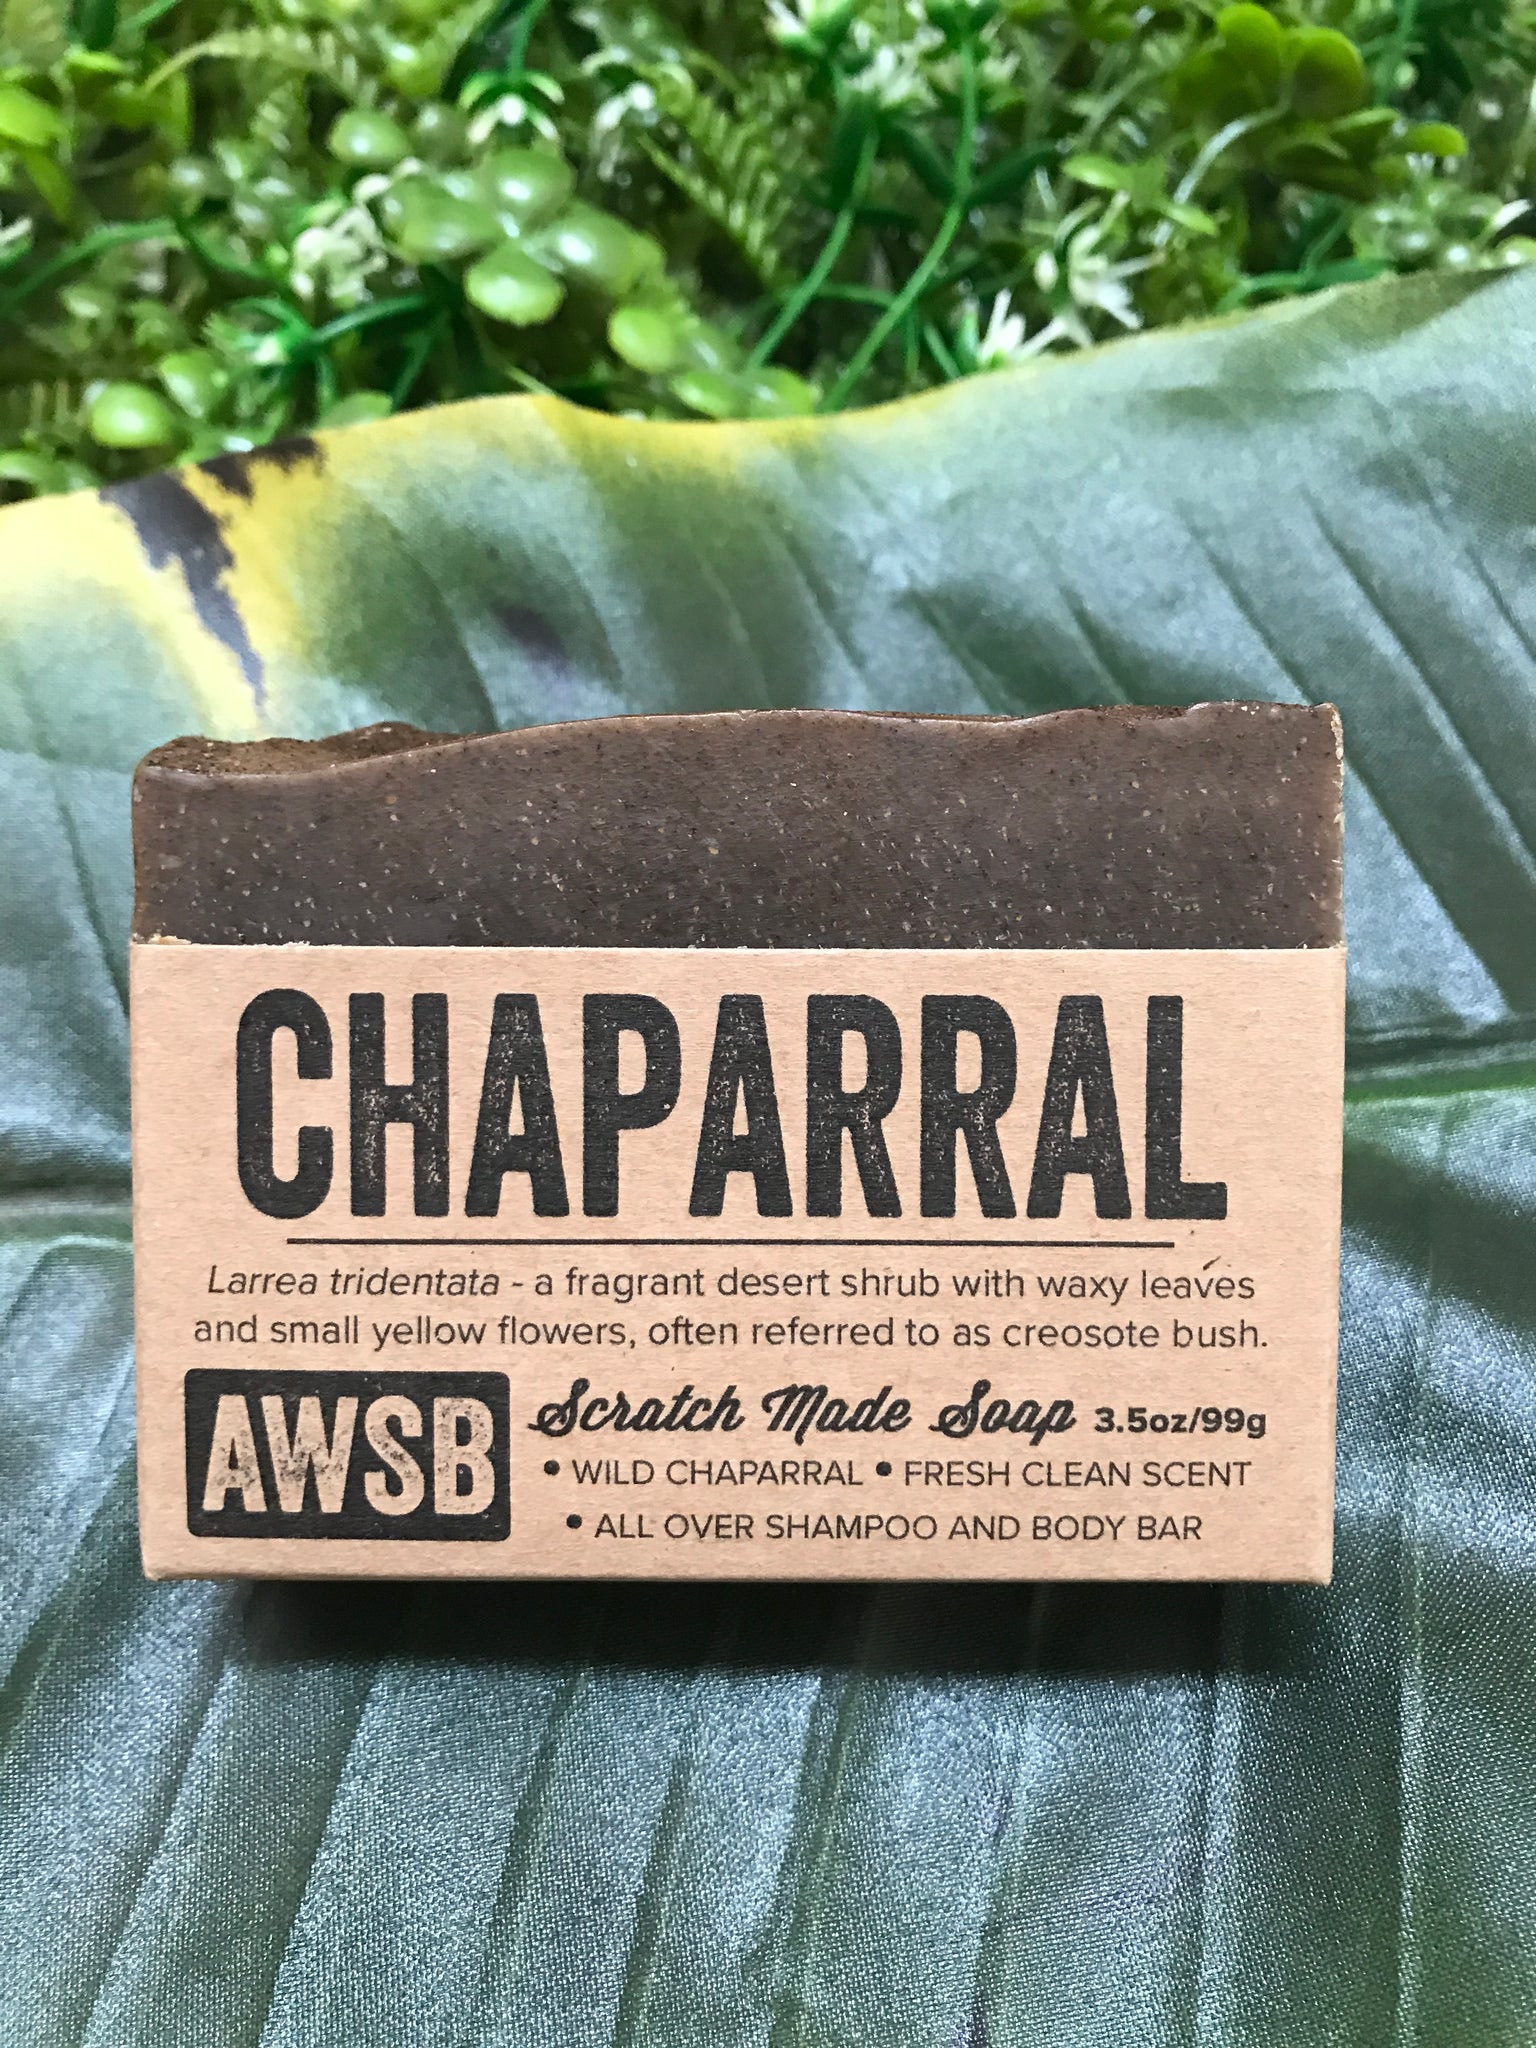 CHAPARRAL
Larrea tridentata - a fragrant desert shrub with waxy leaves
and small yellow flowers, often referred to as creosote bush.
AWSB
Scratch Made Soap 3.5oz/99g
• WILD CHAPARRAL • FRESH CLEAN SCENT
• ALL OVER SHAMPOO AND BODY BAR